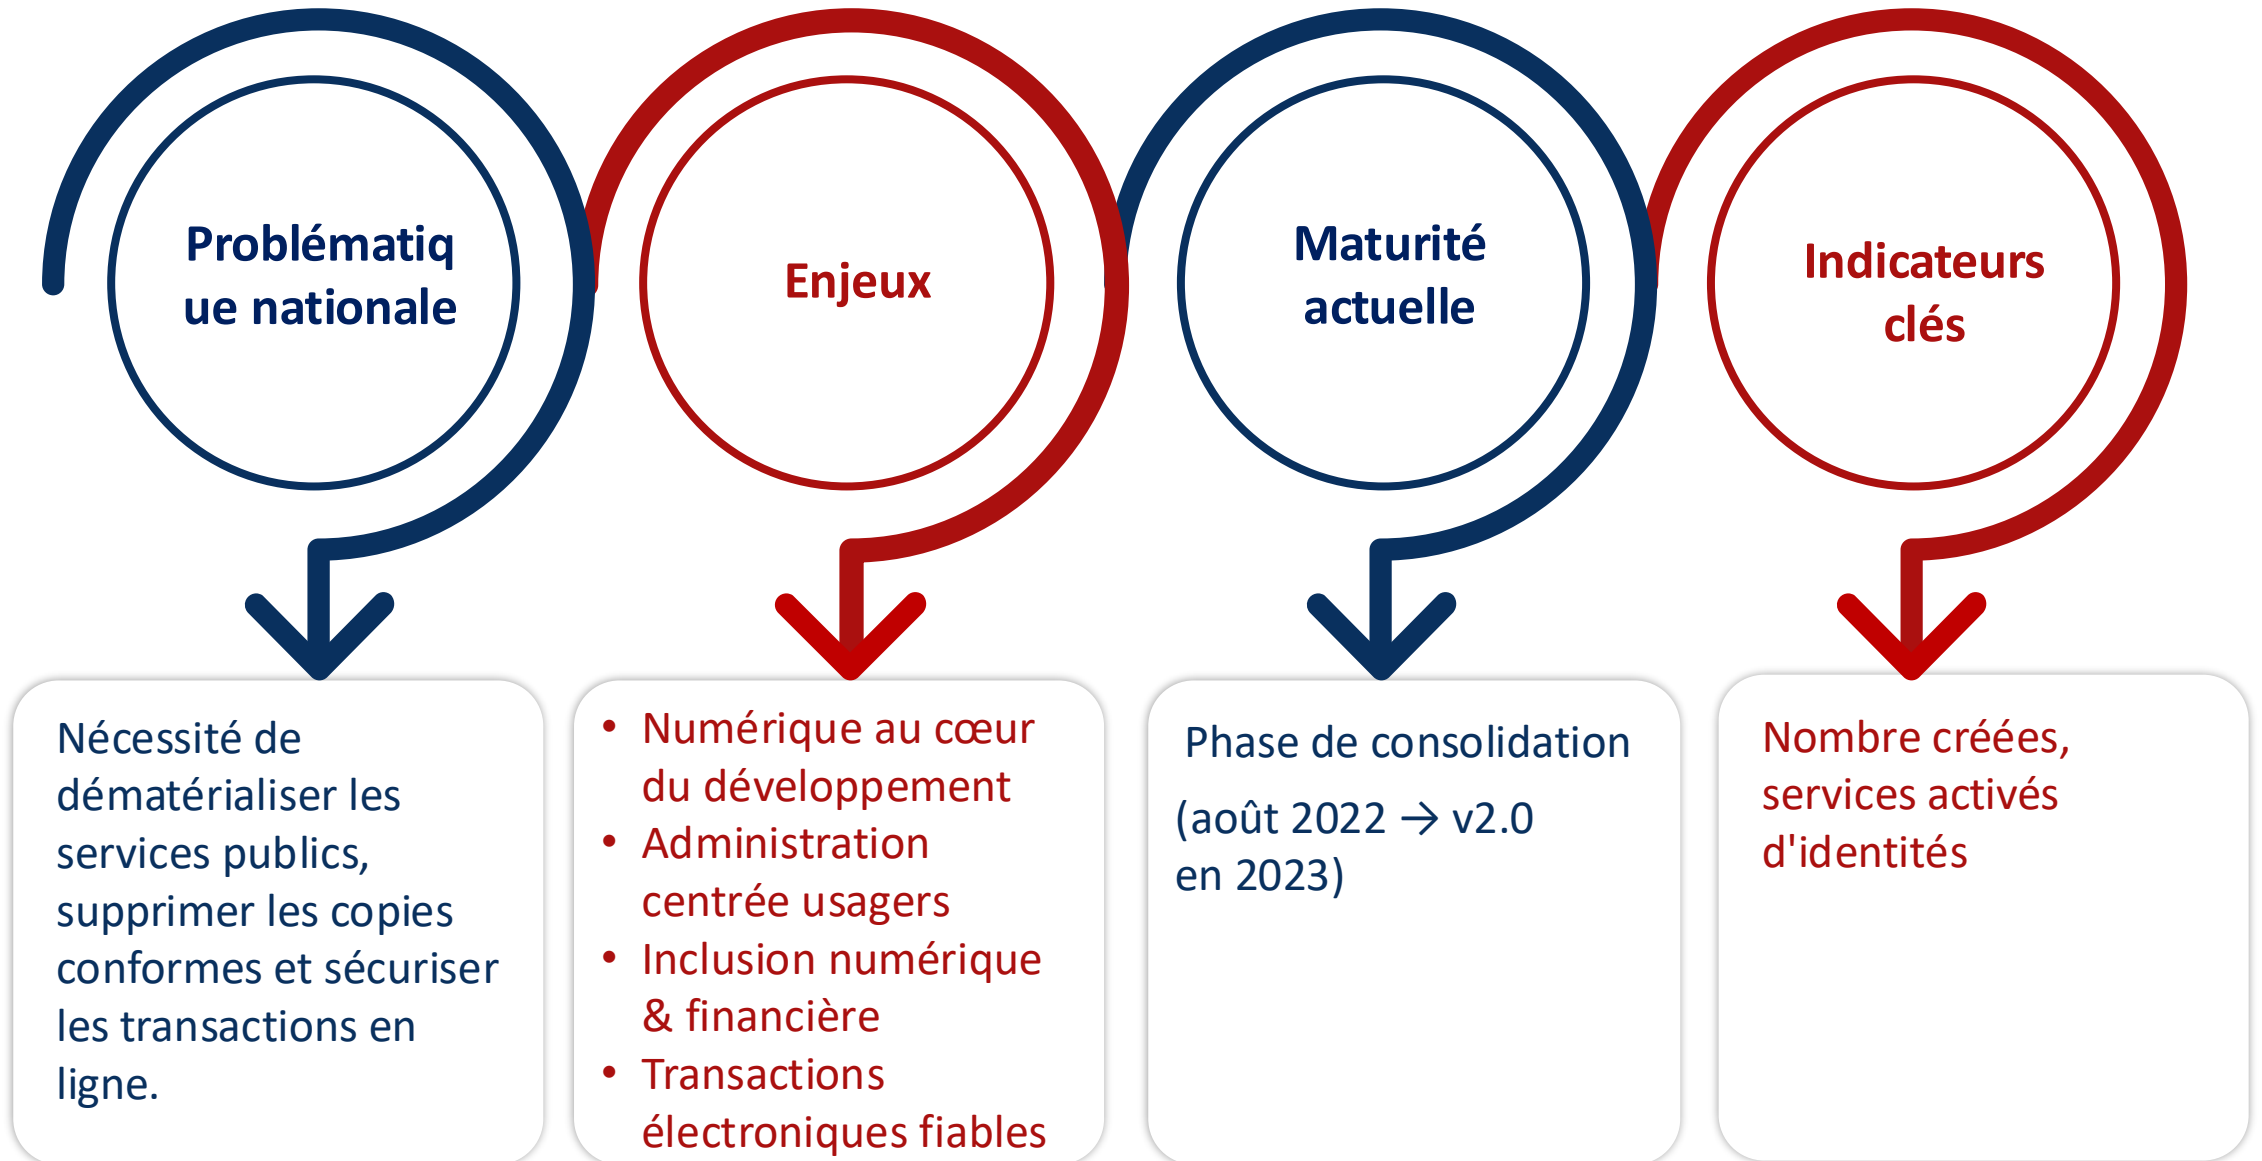 Problématiq
ue nationale
Enjeux
Maturité
actuelle
Indicateurs
clés
Nécessité de
dématérialiser les
services publics,
supprimer les copies
conformes et sécuriser
les transactions en
ligne.
• Numérique au cœur
du développement
• Administration
centrée usagers
• Inclusion numérique
& financière
• Transactions
électroniques fiables
Phase de consolidation
(août 2022 → v2.0
en 2023)
Nombre créées,
services activés
d'identités